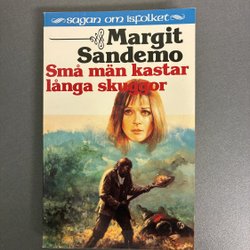 sagan om isfolket
Margit
Sandemo
Små män kastar
långa skuggor